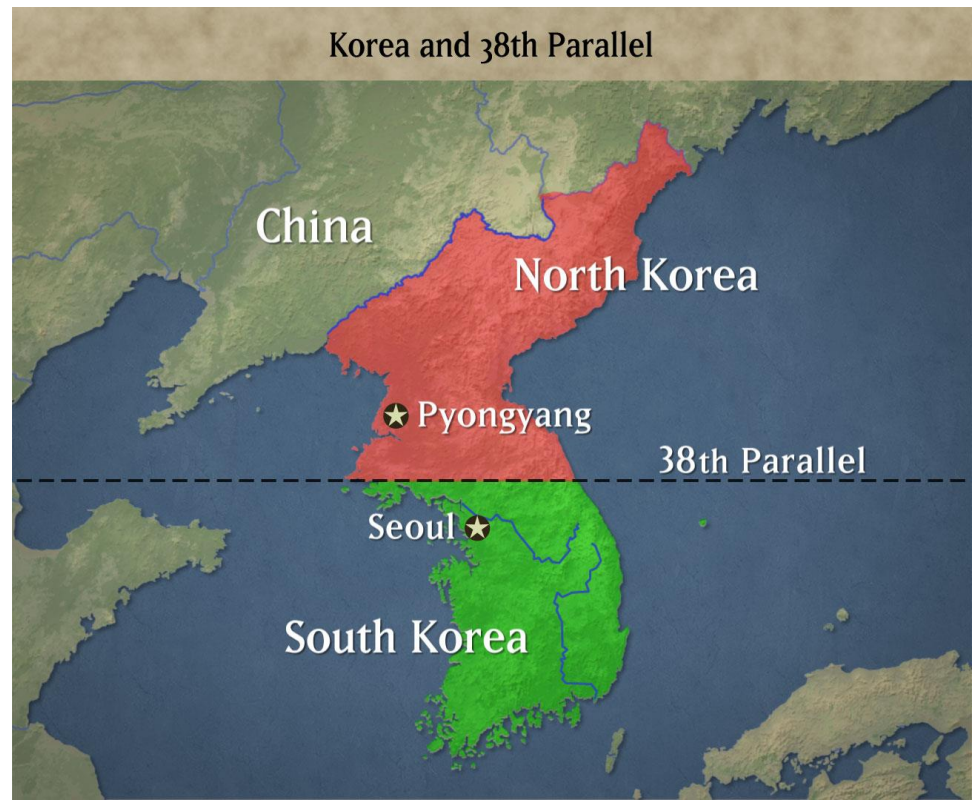 Korea and 38th Parallel
China
North Korea
Pyongyang
38th Parallel
Seoul
South Korea